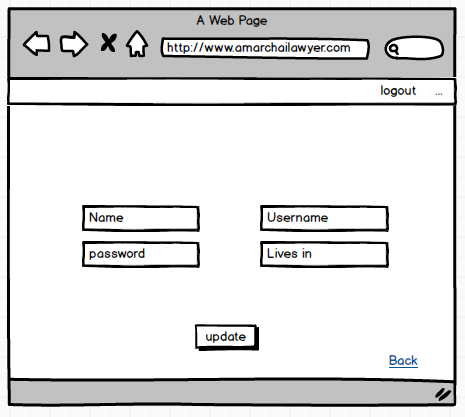 A Web Page
http://www.amarchailawyer.com
logout ...
Name Username
password Lives in
update
Back